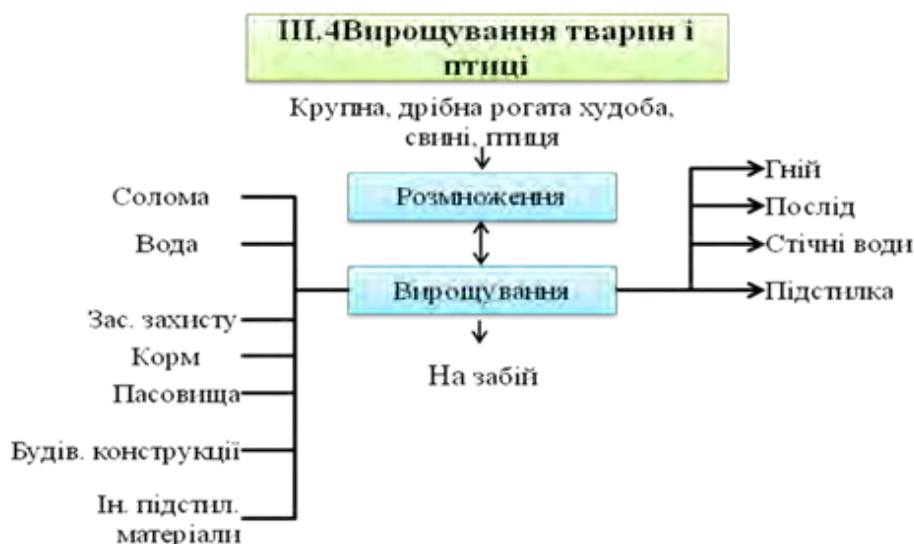 ІІІ.4Вирощування тварин і
птиці
Крупна, дрібна рогата худоба,
свині, птиця
Розмноження
Вирощування
На забій
Солома
Вода
Зас. захисту
Корм
Пасовища
Будів. конструкції
Ін. підстил.
матеріали
Гній
Послід
Стічні води
Підстилка